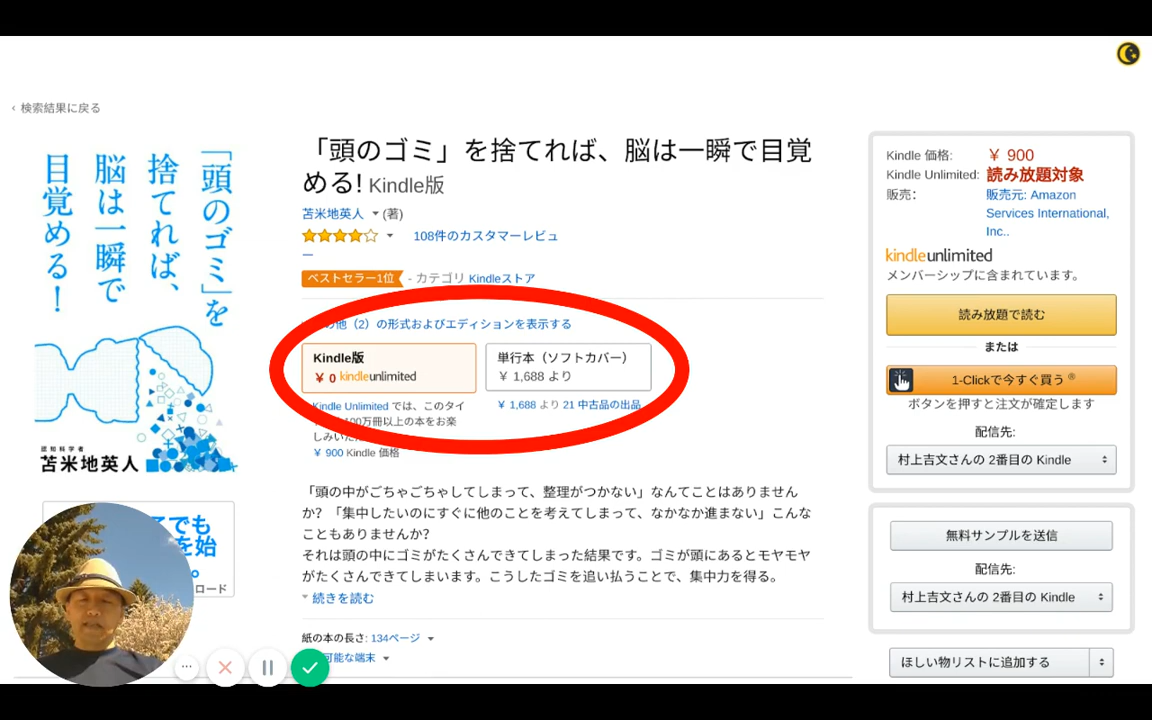 ‹ 検索結果に戻る
「頭のゴミ」を
捨てれば、
脳は一瞬で
目覚める!
認知科学者
苫米地英人
でも
を始
。
ロード
「頭のゴミ」を捨てれば、脳は一瞬で目覚
める! Kindle版
苫米地英人 (著)
108件のカスタマーレビュ
ー
ベストセラー1位 - カテゴリ Kindleストア
の他（2）の形式およびエディションを表示する
Kindle版
￥ 0 kindleunlimited
単行本（ソフトカバー）
￥ 1,688 より
Kindle Unlimited では、このタイ
100万冊以上の本をお楽
しみいた
￥ 900 Kindle 価格
￥ 1,688 より 21 中古品の出品
「頭の中がごちゃごちゃしてしまって、整理がつかない」なんてことはありません
か? 「集中したいのにすぐに他のことを考えてしまって、なかなか進まない」こんな
こともありませんか?
それは頭の中にゴミがたくさんできてしまった結果です。ゴミが頭にあるとモヤモヤ
がたくさんできてしまいます。こうしたゴミを追い払うことで、集中力を得る。
続きを読む
紙の本の長さ: 134ページ
可能な端末
Kindle 価格: ￥ 900
Kindle Unlimited: 読み放題対象
販売: 販売元: Amazon
Services International,
Inc..
kindleunlimited
メンバーシップに含まれています。
読み放題で読む
または
1-Clickで今すぐ買う ®
ボタンを押すと注文が確定します
配信先:
村上吉文さんの 2番目の Kindle
無料サンプルを送信
配信先:
村上吉文さんの 2番目の Kindle
ほしい物リストに追加する